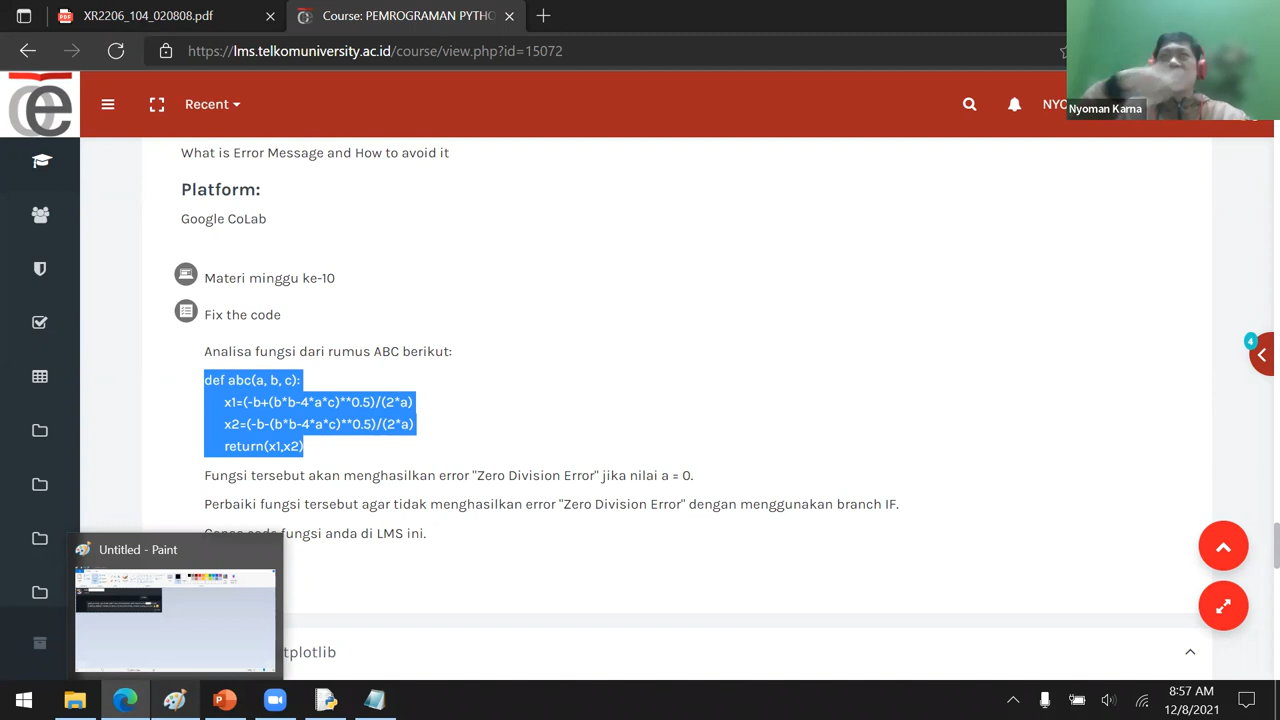 XR2206_104_020808.pdf
Course: PEMROGRAMAN PYTHO
https://lms.telkomuniversity.ac.id/course/view.php?id=15072
Recent
NYO
Nyoman Karna
What is Error Message and How to avoid it
Platform:
Google CoLab
Materi minggu ke-10
Fix the code
Analisa fungsi dari rumus ABC berikut:
def abc(a, b, c):
x1=(-b+(b*b-4*a*c)**0.5)/(2*a)
x2=(-b-(b*b-4*a*c)**0.5)/(2*a)
return(x1,x2)
4
Fungsi tersebut akan menghasilkan error "Zero Division Error" jika nilai a = 0.
Perbaiki fungsi tersebut agar tidak menghasilkan error "Zero Division Error" dengan menggunakan branch IF.
fungsi anda di LMS ini.
Untitled - Paint
tplotlib
8:57 AM
12/8/2021